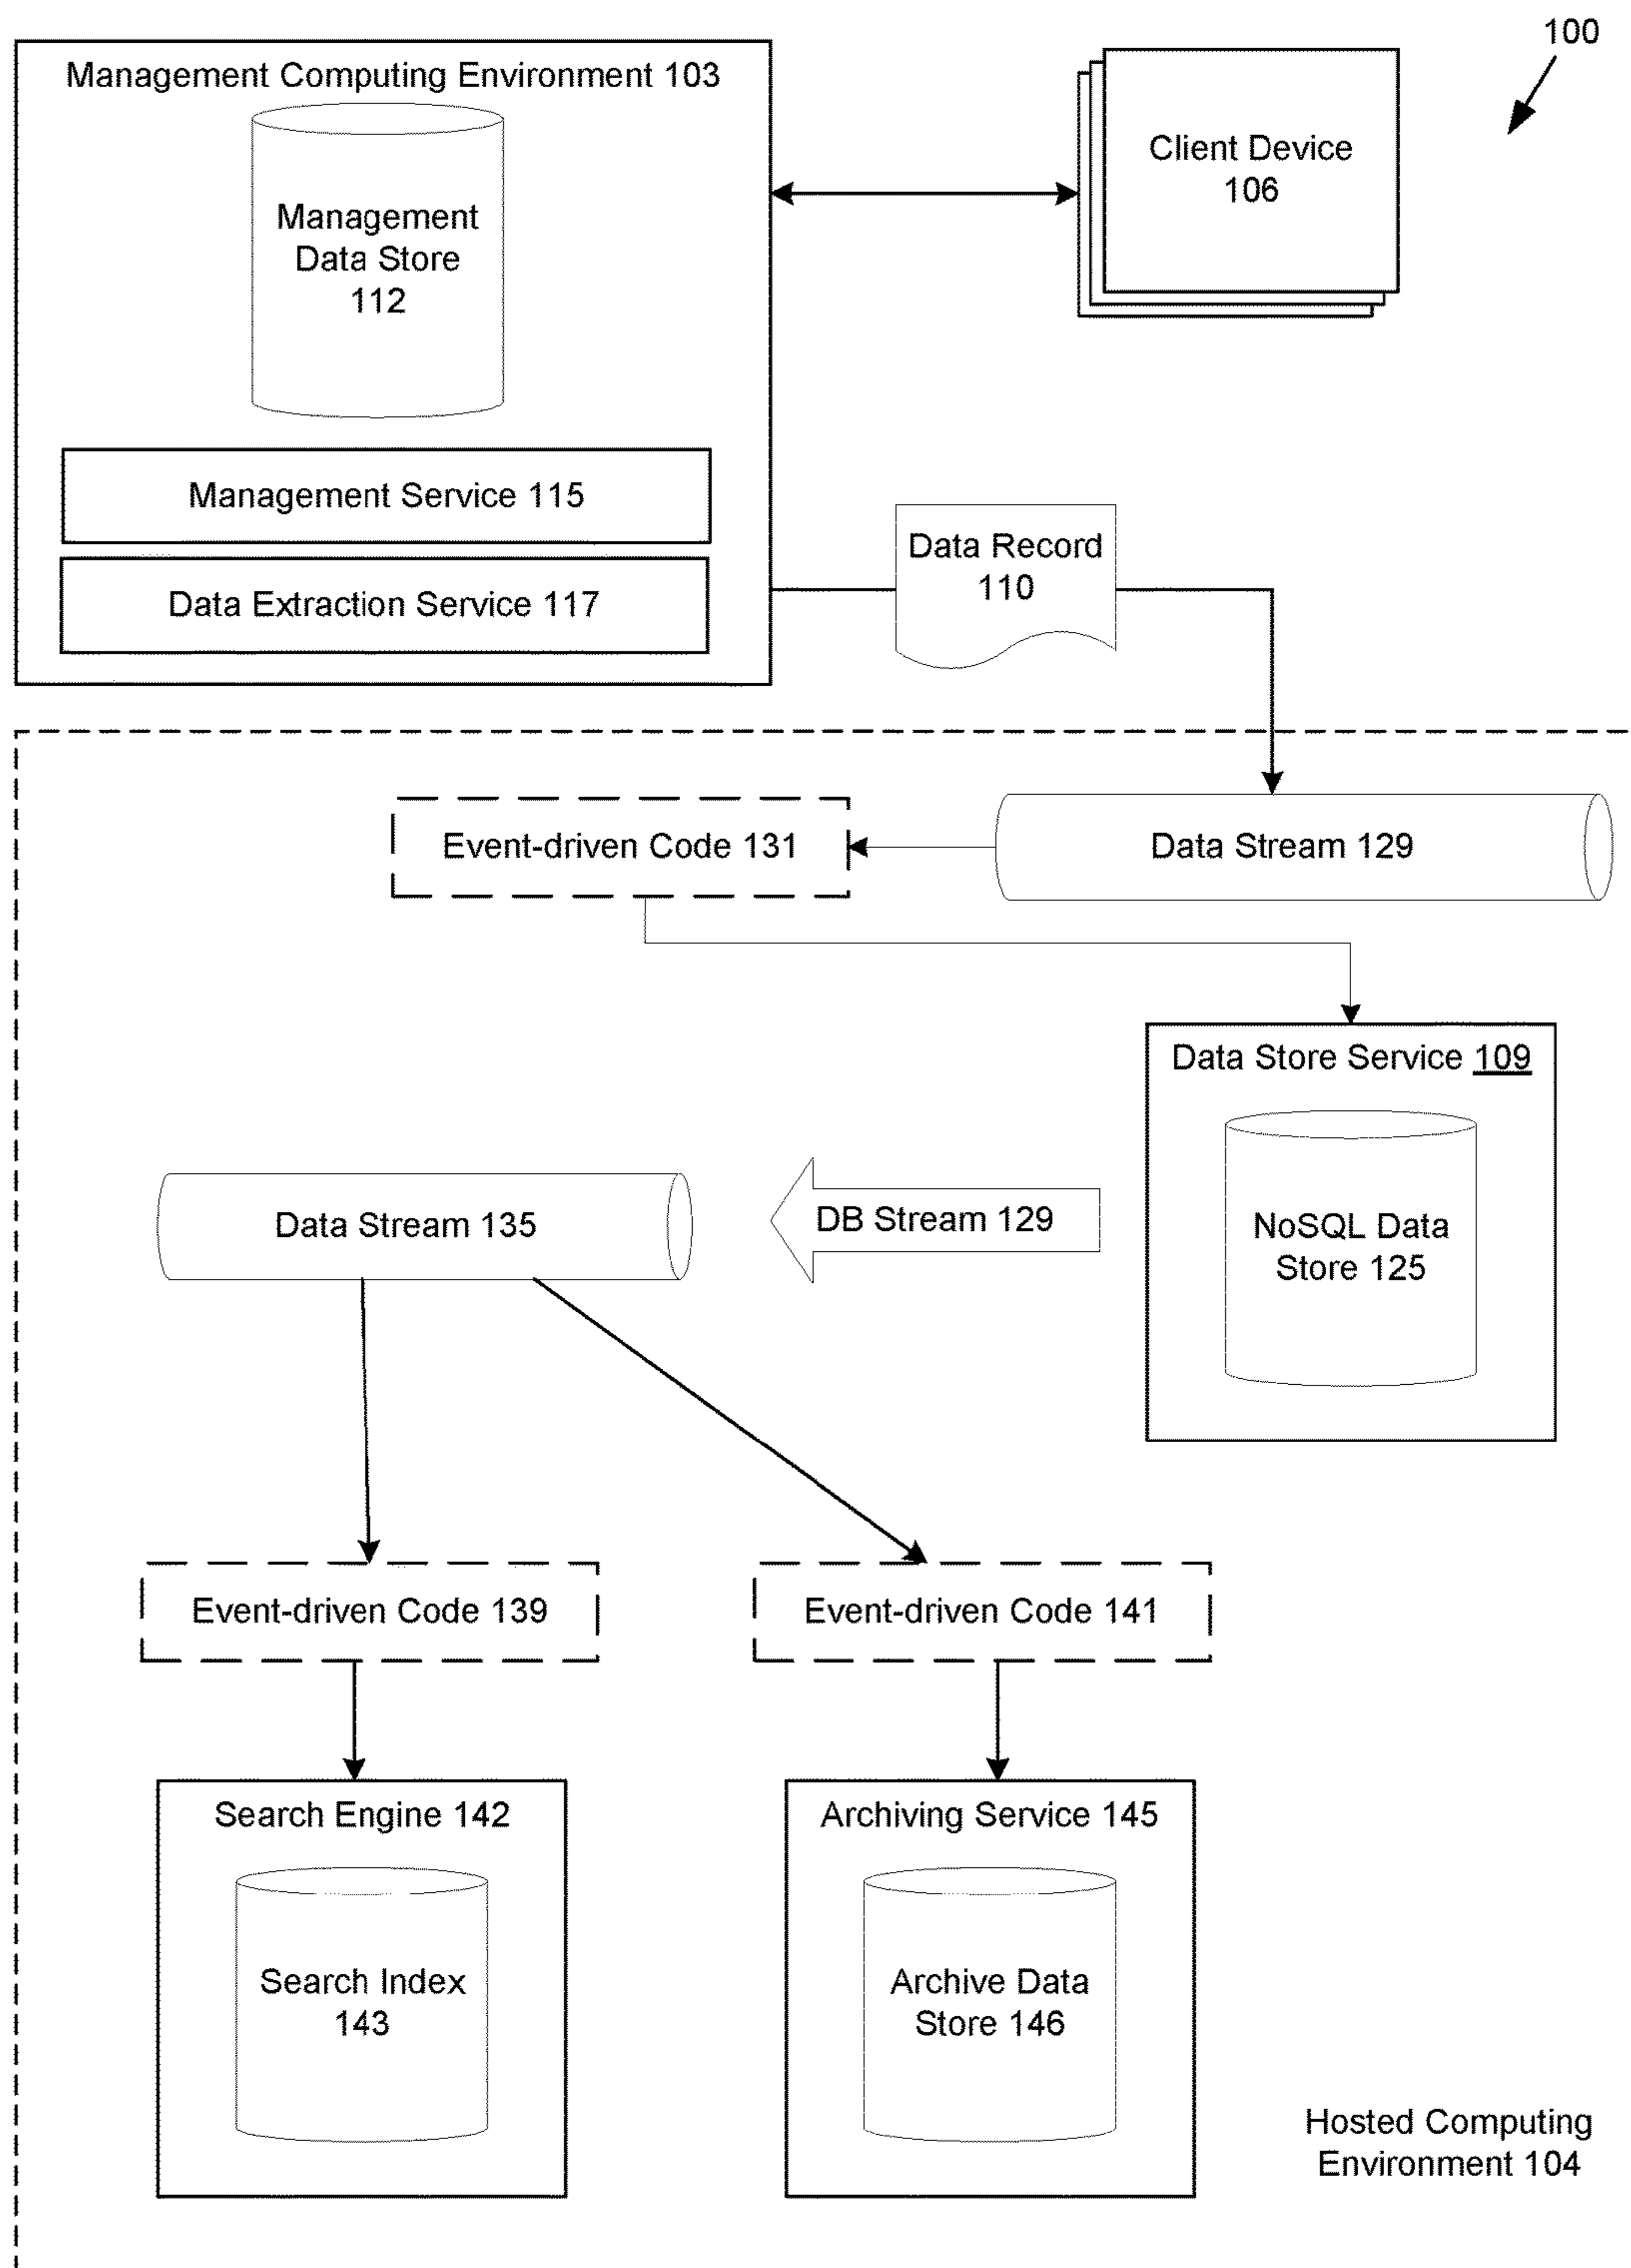 100
Management Computing Environment 103
Client Device
106
Management
Data Store
112
Management Service 115
Data Record
110
Data Extraction Service 117
Event-driven Code 131
Data Stream 129
Data Store Service 109
Data Stream 135
DB Stream 129
NoSQL Data
Store 125
Event-driven Code 139
Event-driven Code 141
Search Engine 142
Archiving Service 145
Search Index
143
Archive Data
Store 146
Hosted Computing
Environment 104